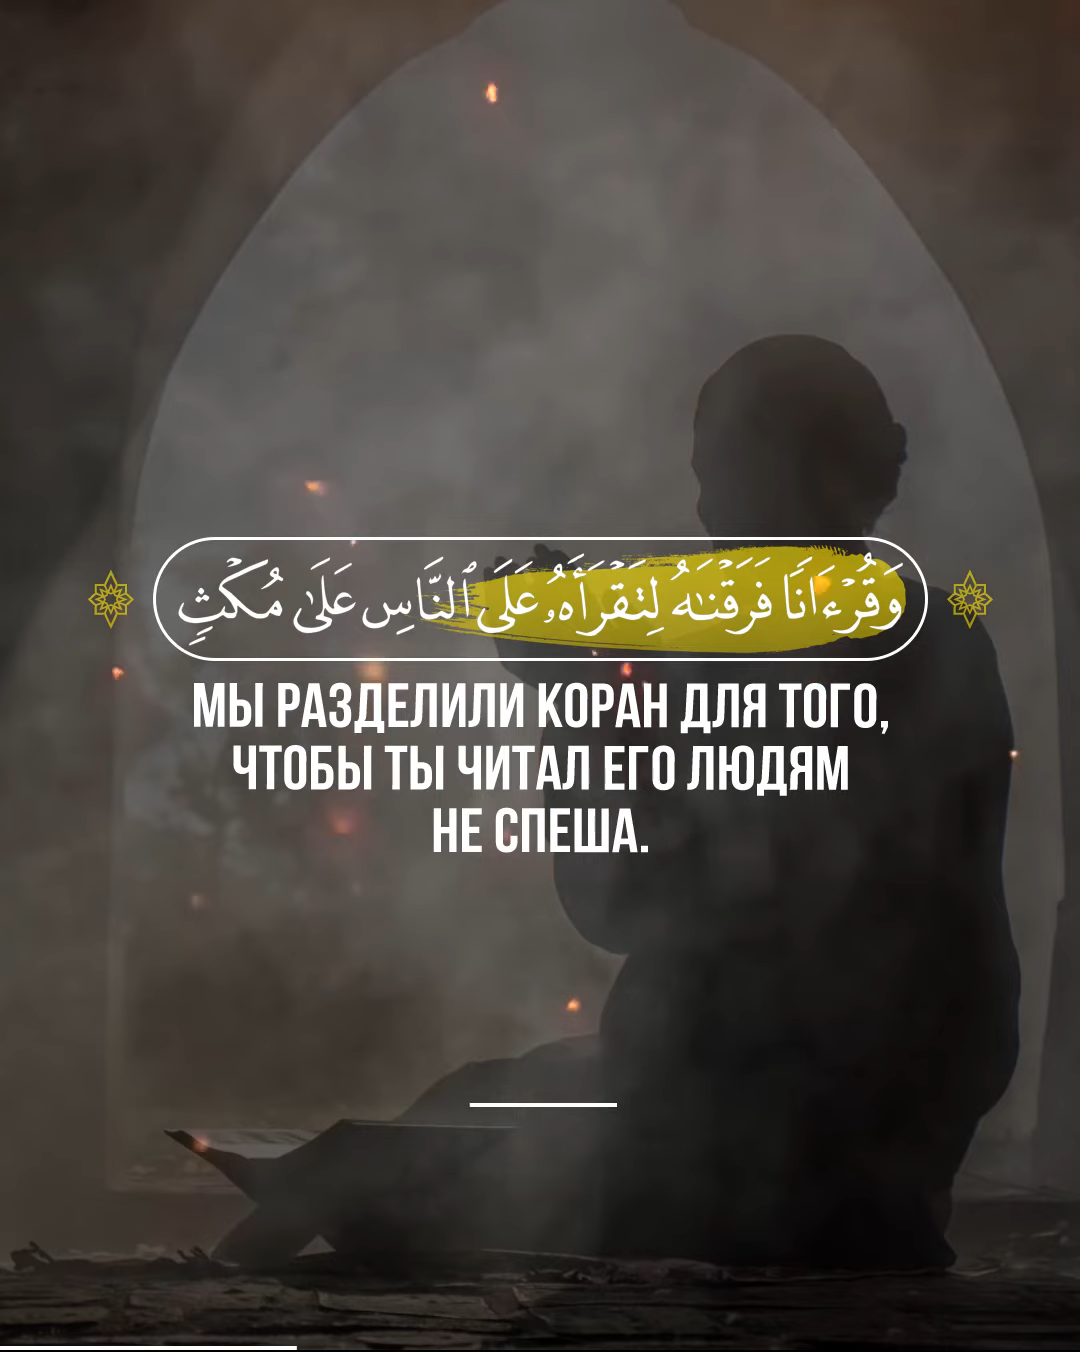 وَقُرْءَانًا فَرَقْنَٰهُ لِتَقْرَأَهُۥ عَلَى ٱلنَّاسِ عَلَىٰ مُكْثٍ
МЫ РАЗДЕЛИЛИ КОРАН ДЛЯ ТОГО,
ЧТОБЫ ТЫ ЧИТАЛ ЕГО ЛЮДЯМ
НЕ СПЕША.